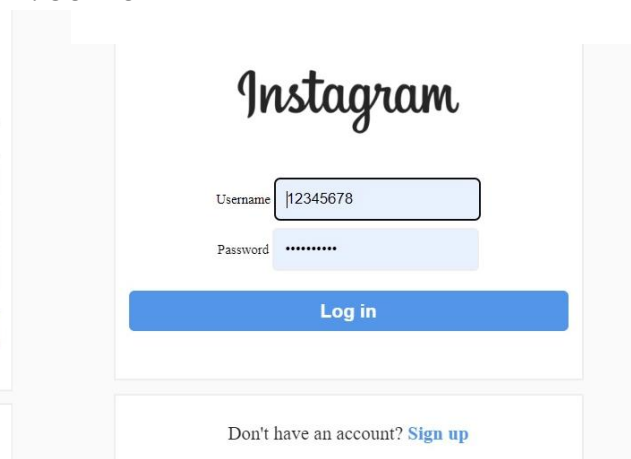 Instagram
Username 12345678
Password ••••••••••
Log in
Don't have an account? Sign up